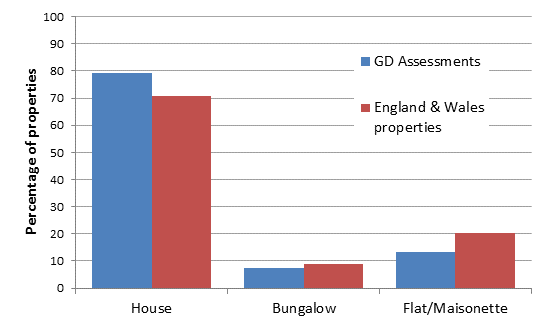 100
90
80
70
60
50
40
30
20
10
0
Percentage of properties
GD Assessments
England & Wales
properties
House
Bungalow
Flat/Maisonette